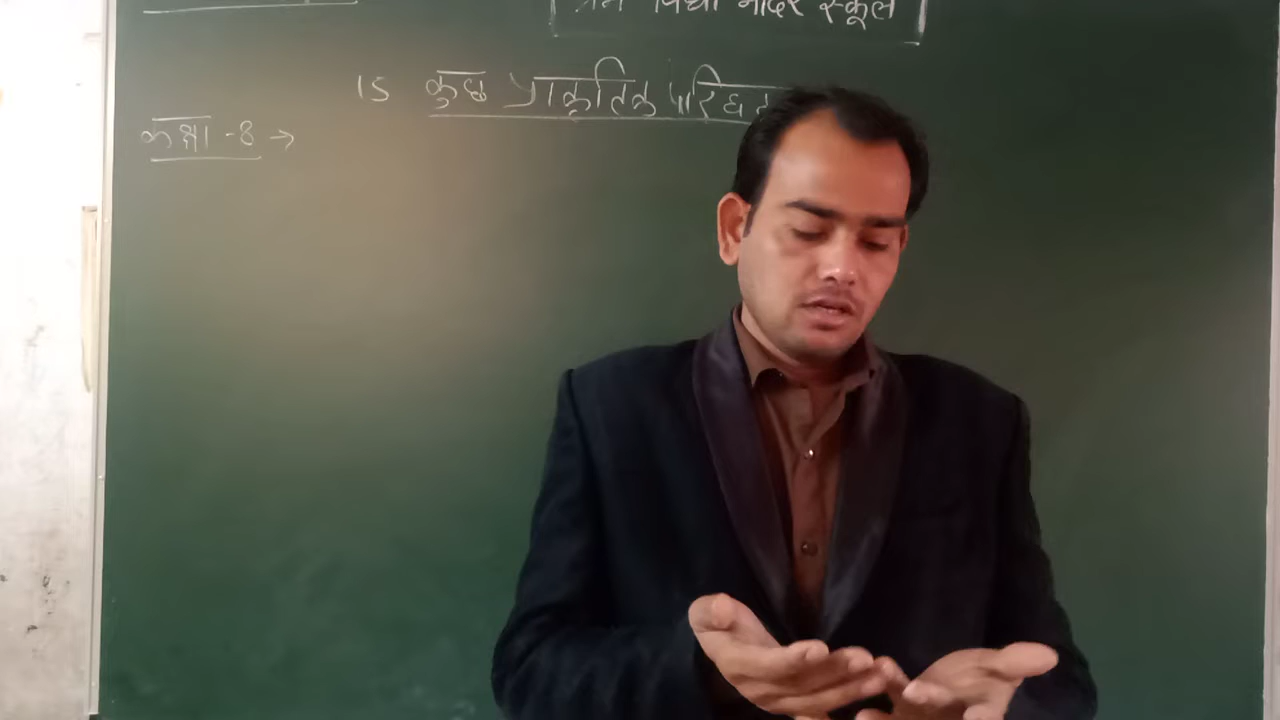 विद्या मंदिर स्कूल
15 कुछ प्राकृतिक
कक्षा -8 →